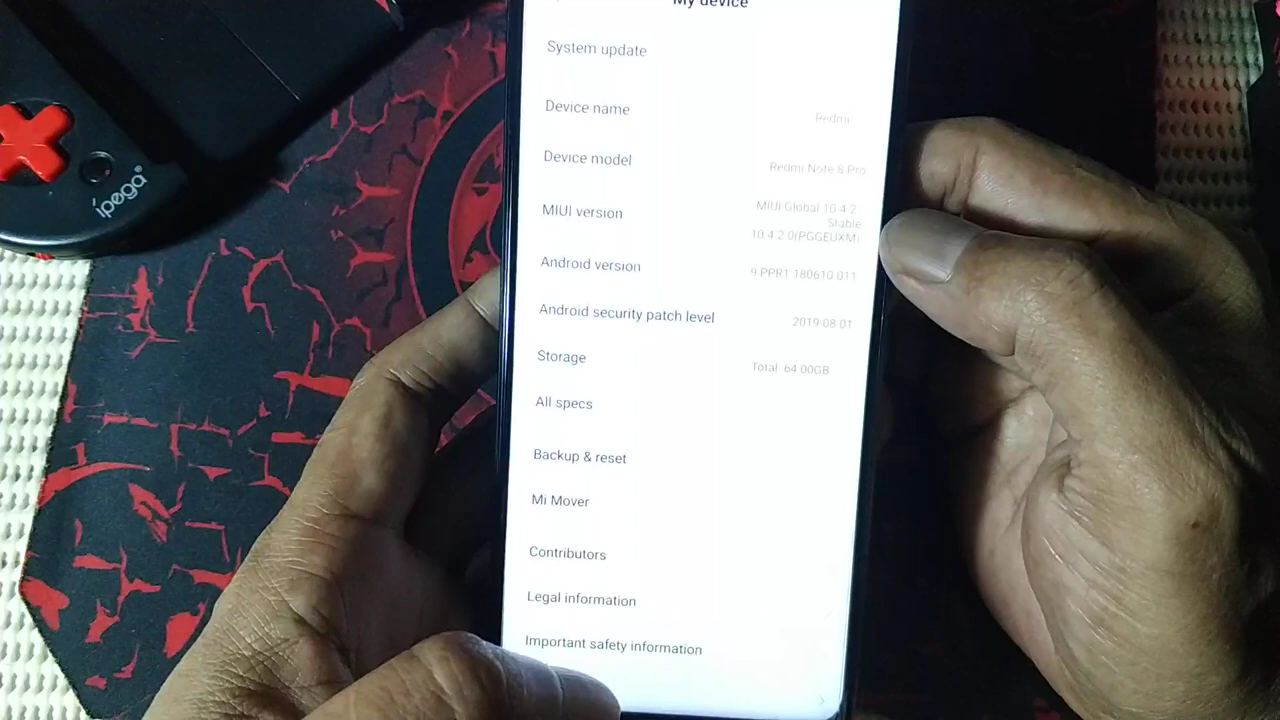 My device
System update
Device name
Redmi
Device model
Redmi Note 8 Pro
MIUI version
MIUI Global 10 4 2
Stable
10 4 2 0(PGGEUXM)
Android version
9 PPR1 180610 011
Android security patch level
2019-08-01
Storage
Total 64 00GB
All specs
Backup & reset
Mi Mover
Contributors
Legal information
Important safety information
ípega®